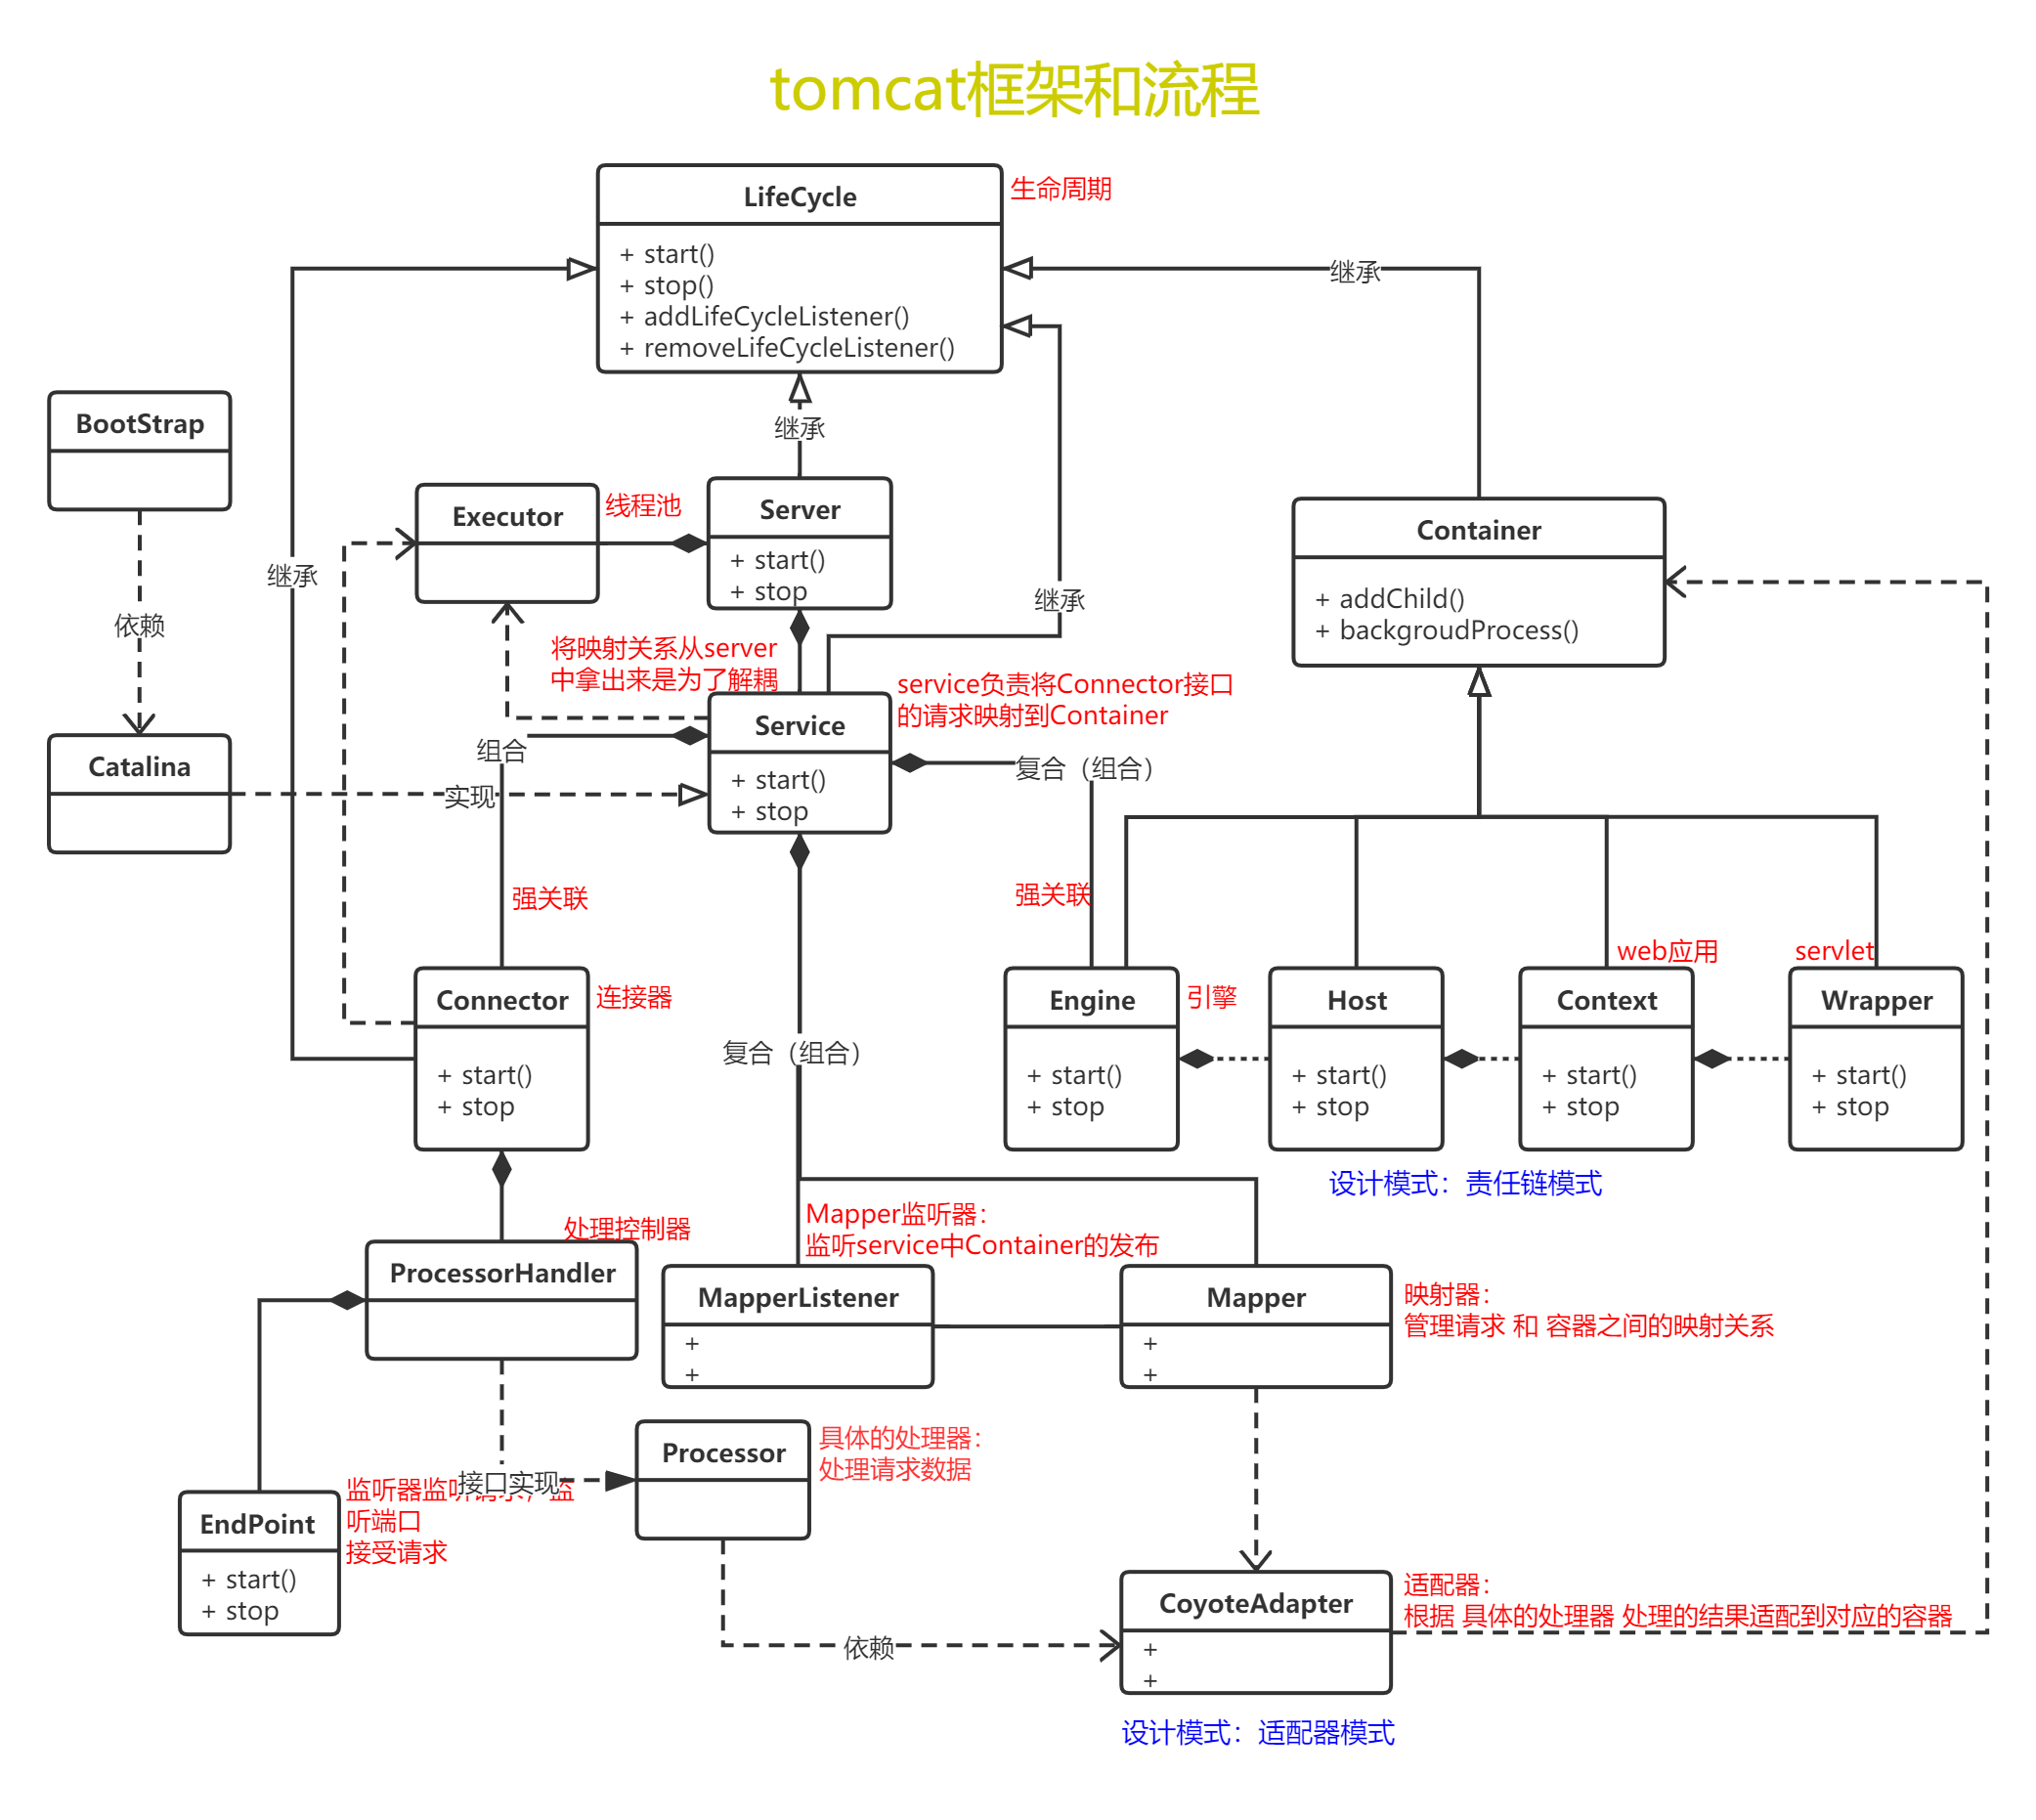 tomcat框架和流程
LifeCycle
生命周期
+ start()
+ stop()
+ addLifeCycleListener()
+ removeLifeCycleListener()
继承
继承
BootStrap
依赖
Catalina
继承
Executor
线程池
Server
+ start()
+ stop
继承
Container
+ addChild()
+ backgroudProcess()
将映射关系从server
中拿出来是为了解耦
service负责将Connector接口
的请求映射到Container
Service
+ start()
+ stop
组合
实现
复合（组合）
强关联
强关联
Connector
连接器
+ start()
+ stop
复合（组合）
Engine
引擎
+ start()
+ stop
Host
+ start()
+ stop
web应用
Context
+ start()
+ stop
servlet
Wrapper
+ start()
+ stop
设计模式：责任链模式
处理控制器
ProcessorHandler
Mapper监听器：
监听service中Container的发布
MapperListener
+
+
Mapper
+
+
映射器：
管理请求 和 容器之间的映射关系
接口实现
Processor
具体的处理器：
处理请求数据
EndPoint
+ start()
+ stop
监听器监听请求，监
听端口
接受请求
依赖
CoyoteAdapter
+
+
适配器：
根据 具体的处理器 处理的结果适配到对应的容器
设计模式：适配器模式